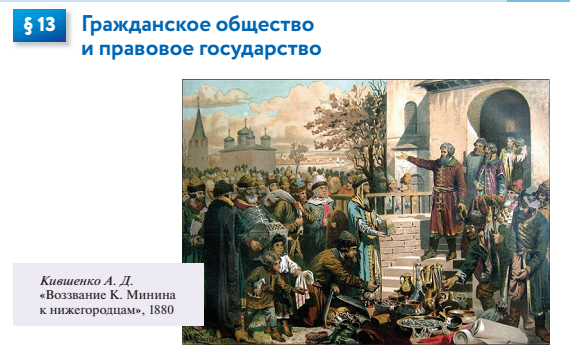 § 13
Гражданское общество
и правовое государство
Кившенко А. Д.
«Воззвание К. Минина
к нижегородцам», 1880